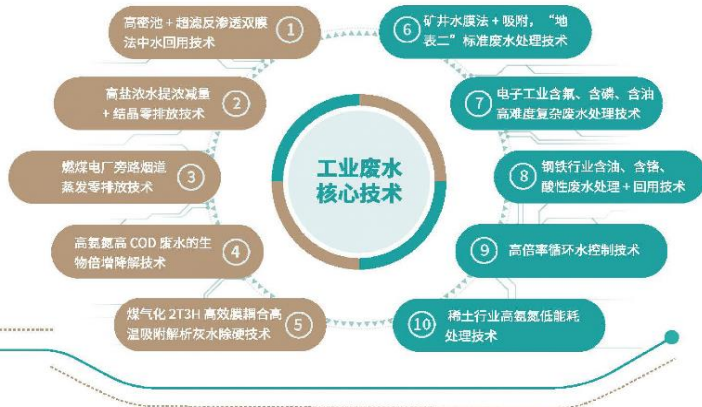 高密池+超滤反渗透双膜
法中水回用技术
1
高盐浓水提浓减量
+结晶零排放技术
2
燃煤电厂旁路烟道
蒸发零排放技术
3
高氨氮高 COD 废水的生
物倍增降解技术
4
煤气化 2T3H 高效膜耦合高
温吸附解析灰水除硬技术
5
工业废水
核心技术
6
矿井水膜法+吸附，“地
表二”标准废水处理技术
7
电子工业含氟、含磷、含油
高难度复杂废水处理技术
8
钢铁行业含油、含铬、
酸性废水处理+回用技术
9
高倍率循环水控制技术
10
稀土行业高氨氮低能耗
处理技术